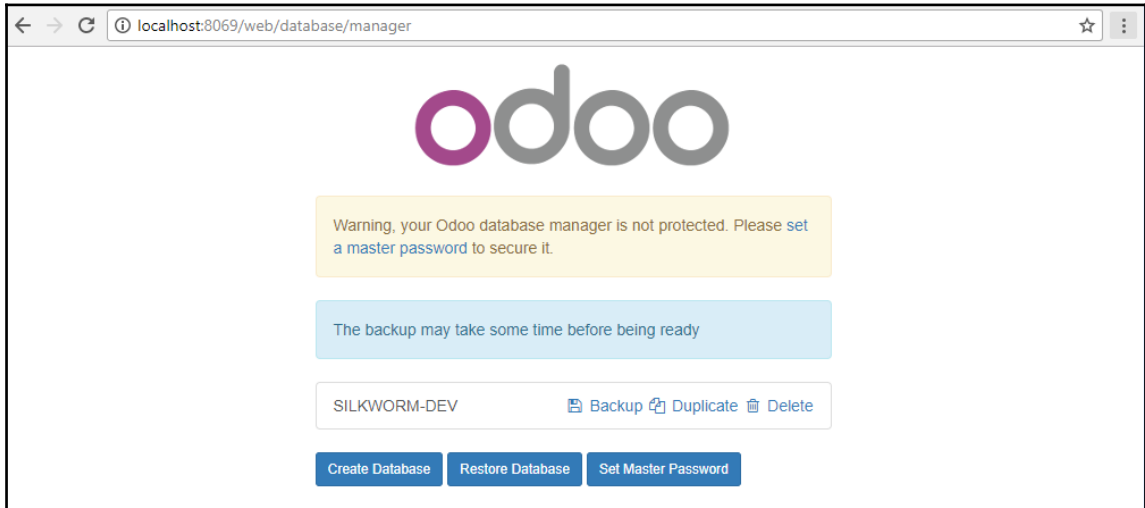 localhost:8069/web/database/manager
odoo
Warning, your Odoo database manager is not protected. Please set
a master password to secure it.
The backup may take some time before being ready
SILKWORM-DEV Backup Duplicate Delete
Create Database Restore Database Set Master Password